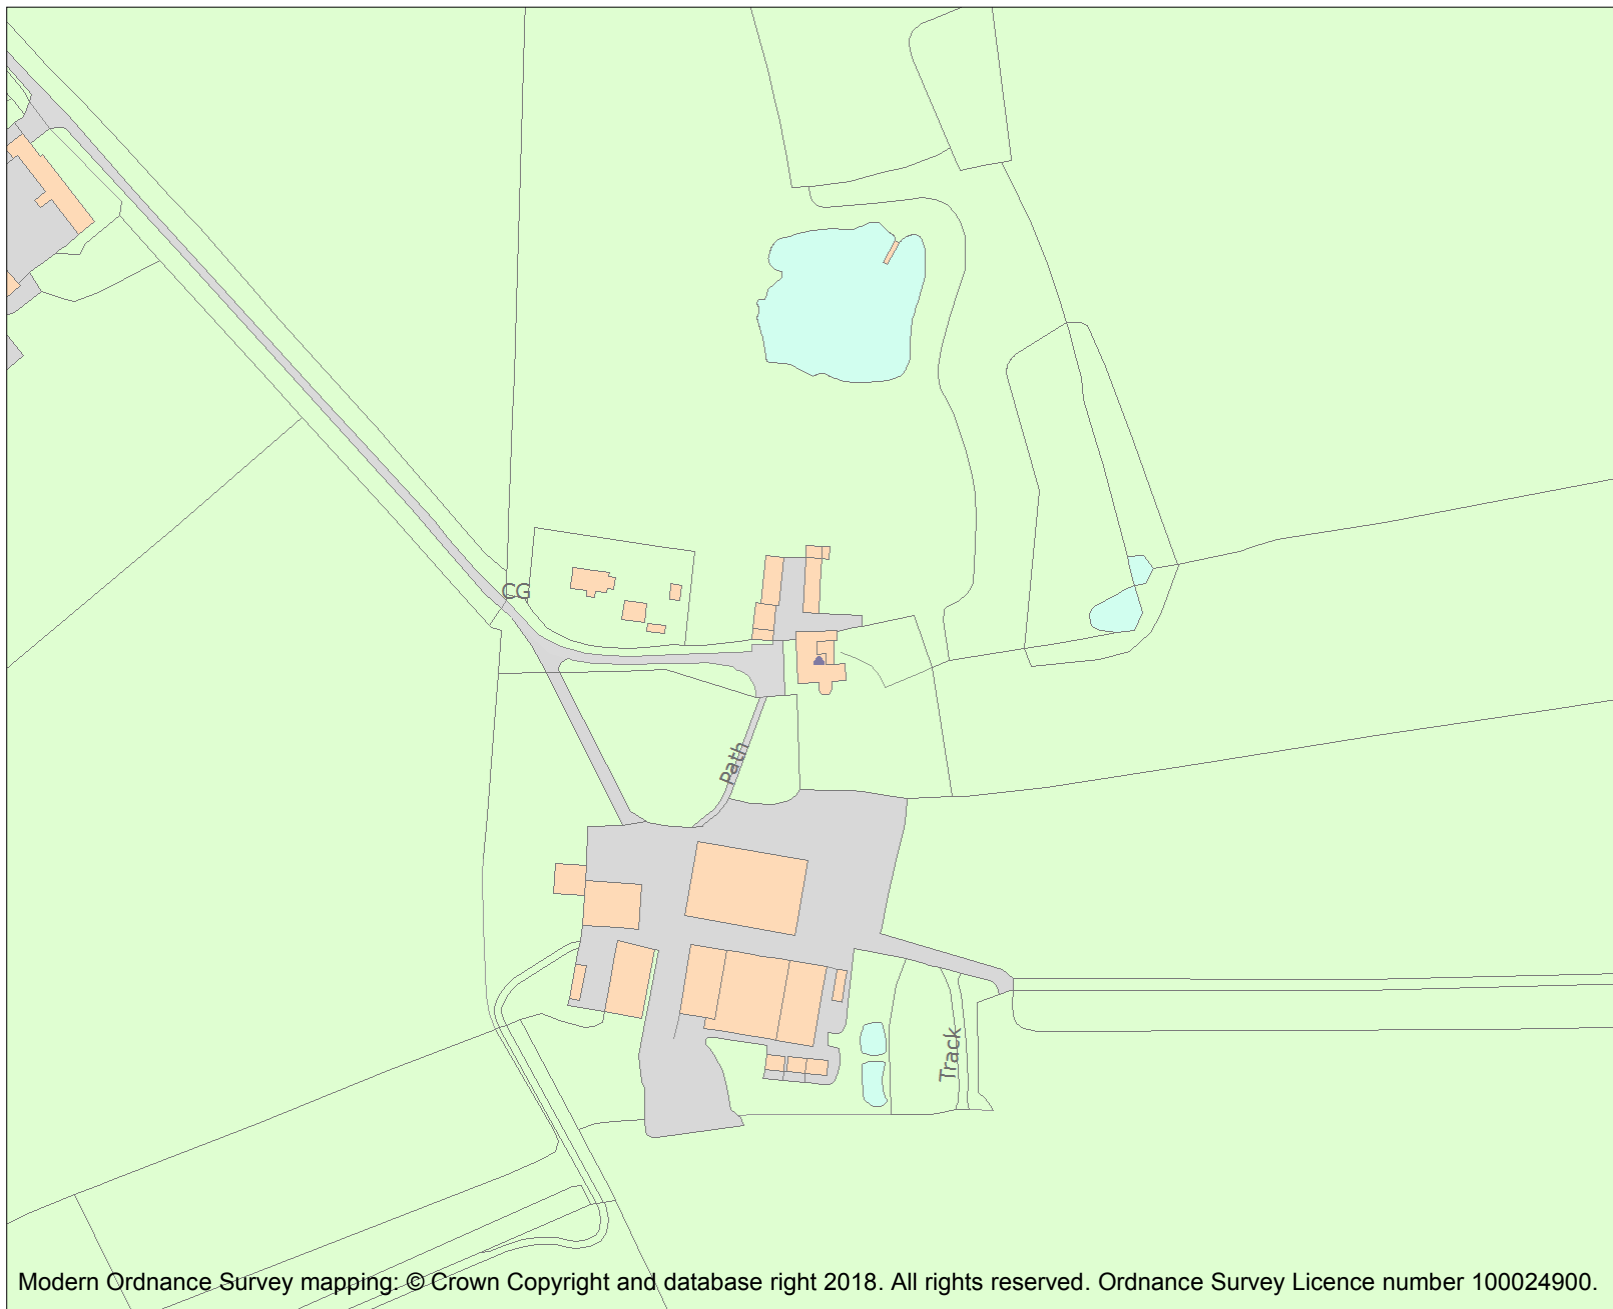 CG
Path
Track
Modern Ordnance Survey mapping: © Crown Copyright and database right 2018. All rights reserved. Ordnance Survey Licence number 100024900.